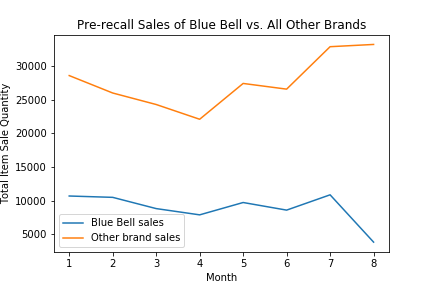 Pre-recall Sales of Blue Bell vs. All Other Brands
Total Item Sale Quantity
30000
25000
20000
15000
10000
5000
Blue Bell sales
Other brand sales
1 2 3 4 5 6 7 8
Month